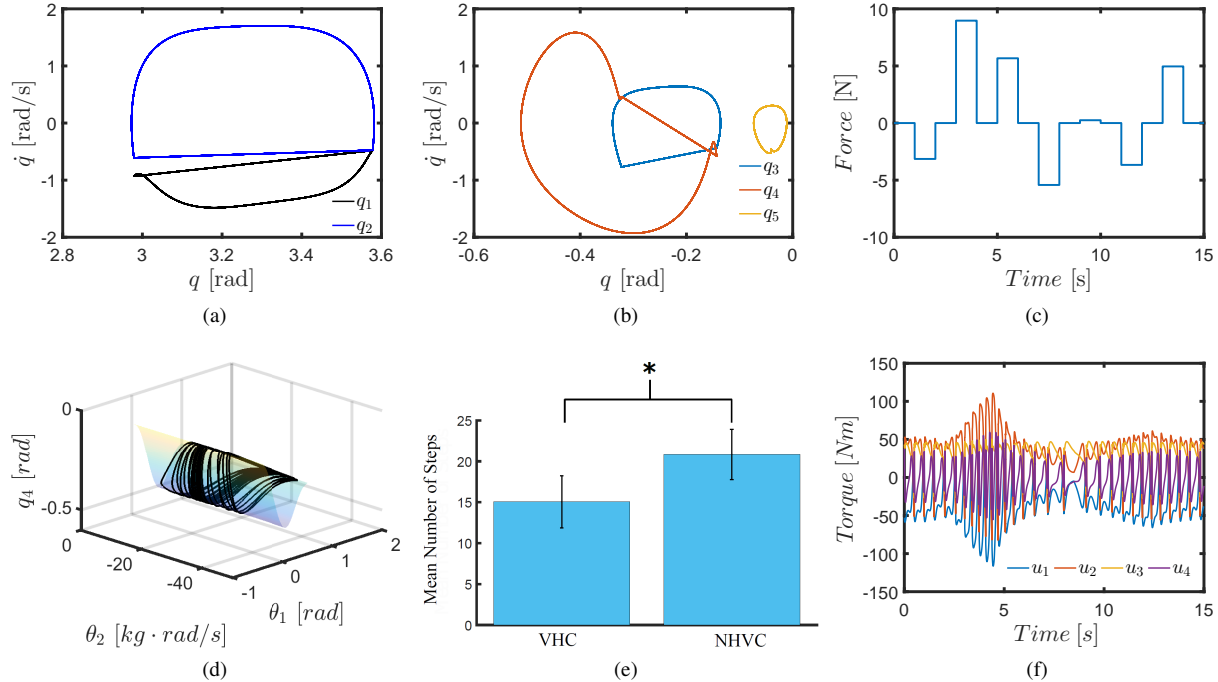 2
1
0
-1
-2
q̇ [rad/s]
2.8
3
3.2
3.4
3.6
q [rad]
q1
q2
(a)
2
1
0
-1
-2
q̇ [rad/s]
-0.6
-0.4
-0.2
0
q [rad]
q3
q4
q5
(b)
10
5
0
-5
-10
Force [N]
0
5
10
15
Time [s]
(c)
0
-0.5
q4 [rad]
0
-20
-40
θ2 [kg · rad/s]
-1
0
1
2
θ1 [rad]
(d)
*
25
20
15
10
5
0
Mean Number of Steps
VHC
NHVC
(e)
150
100
50
0
-50
-100
-150
Torque [Nm]
u1
u2
u3
u4
0
5
10
15
Time [s]
(f)